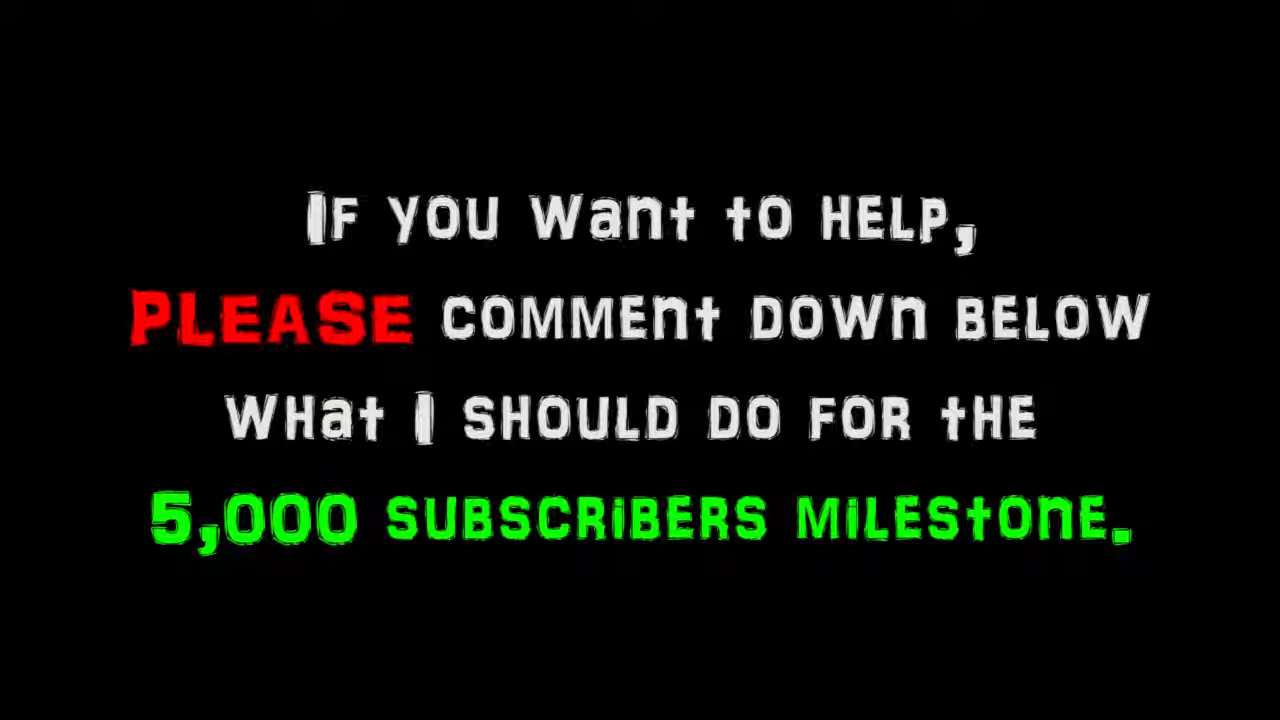 If you want to help,
PLEASE comment down below
what I should do for the
5,000 subscribers milestone.